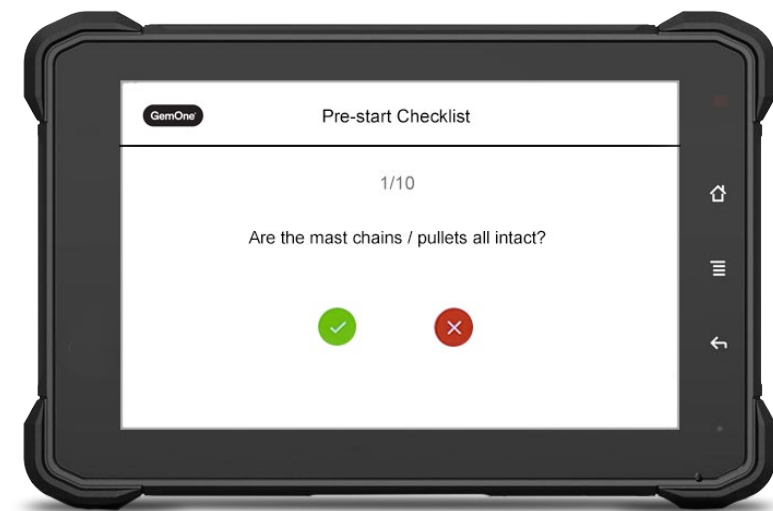 GemOne
Pre-start Checklist
1/10
Are the mast chains / pullets all intact?